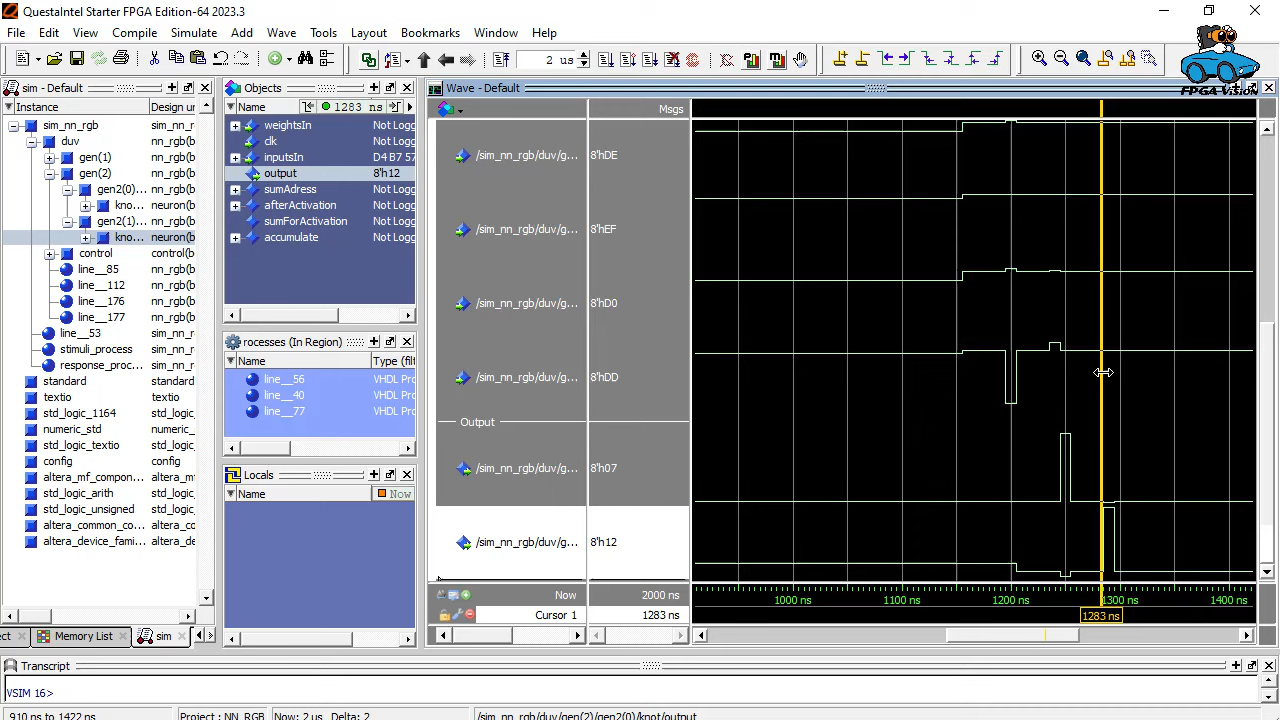 QuestaIntel Starter FPGA Edition-64 2023.3
File Edit View Compile Simulate Add Wave Tools Layout Bookmarks Window Help
2 us
FPGA Vision
sim - Default
Instance Design un
sim_nn_rgb sim_nn_r
duv nn_rgb(b
gen(1) nn_rgb(b
gen(2) nn_rgb(b
gen2(0)... nn_rgb(b
kno... neuron(b
gen2(1)... nn_rgb(b
kno... neuron(b
control control(b
line__85 nn_rgb(b
line__112 nn_rgb(b
line__176 nn_rgb(b
line__177 nn_rgb(b
line__53 sim_nn_r
stimuli_process sim_nn_r
response_proc... sim_nn_r
standard standard
textio textio
std_logic_1164 std_logic
numeric_std numeric_
std_logic_textio std_logic
config config
altera_mf_compon... altera_m
std_logic_arith std_logic
std_logic_unsigned std_logic
altera_common_co... altera_co
altera_device_fami... altera_de
ct Memory List sim
Objects
Name 1283 ns
weightsIn Not Logg
clk Not Logg
inputsIn D4 B7 57
output 8'h12
sumAdress Not Logg
afterActivation Not Logg
sumForActivation Not Logg
accumulate Not Logg
rocesses (In Region)
Name Type (filt
line__56 VHDL Pro
line__40 VHDL Pro
line__77 VHDL Pro
Locals
Name Now
Wave - Default
Msgs
/sim_nn_rgb/duv/g... 8'hDE
/sim_nn_rgb/duv/g... 8'hEF
/sim_nn_rgb/duv/g... 8'hD0
/sim_nn_rgb/duv/g... 8'hDD
Output
/sim_nn_rgb/duv/g... 8'h07
/sim_nn_rgb/duv/g... 8'h12
Now 2000 ns
Cursor 1 1283 ns
1000 ns 1100 ns 1200 ns 1300 ns 1400 ns
1283 ns
Transcript
VSIM 16>
910 ns to 1422 ns Project : NN_RGB Now: 2 us Delta: 2 /sim_nn_rgb/duv/gen(2)/gen2(0)/knot/output